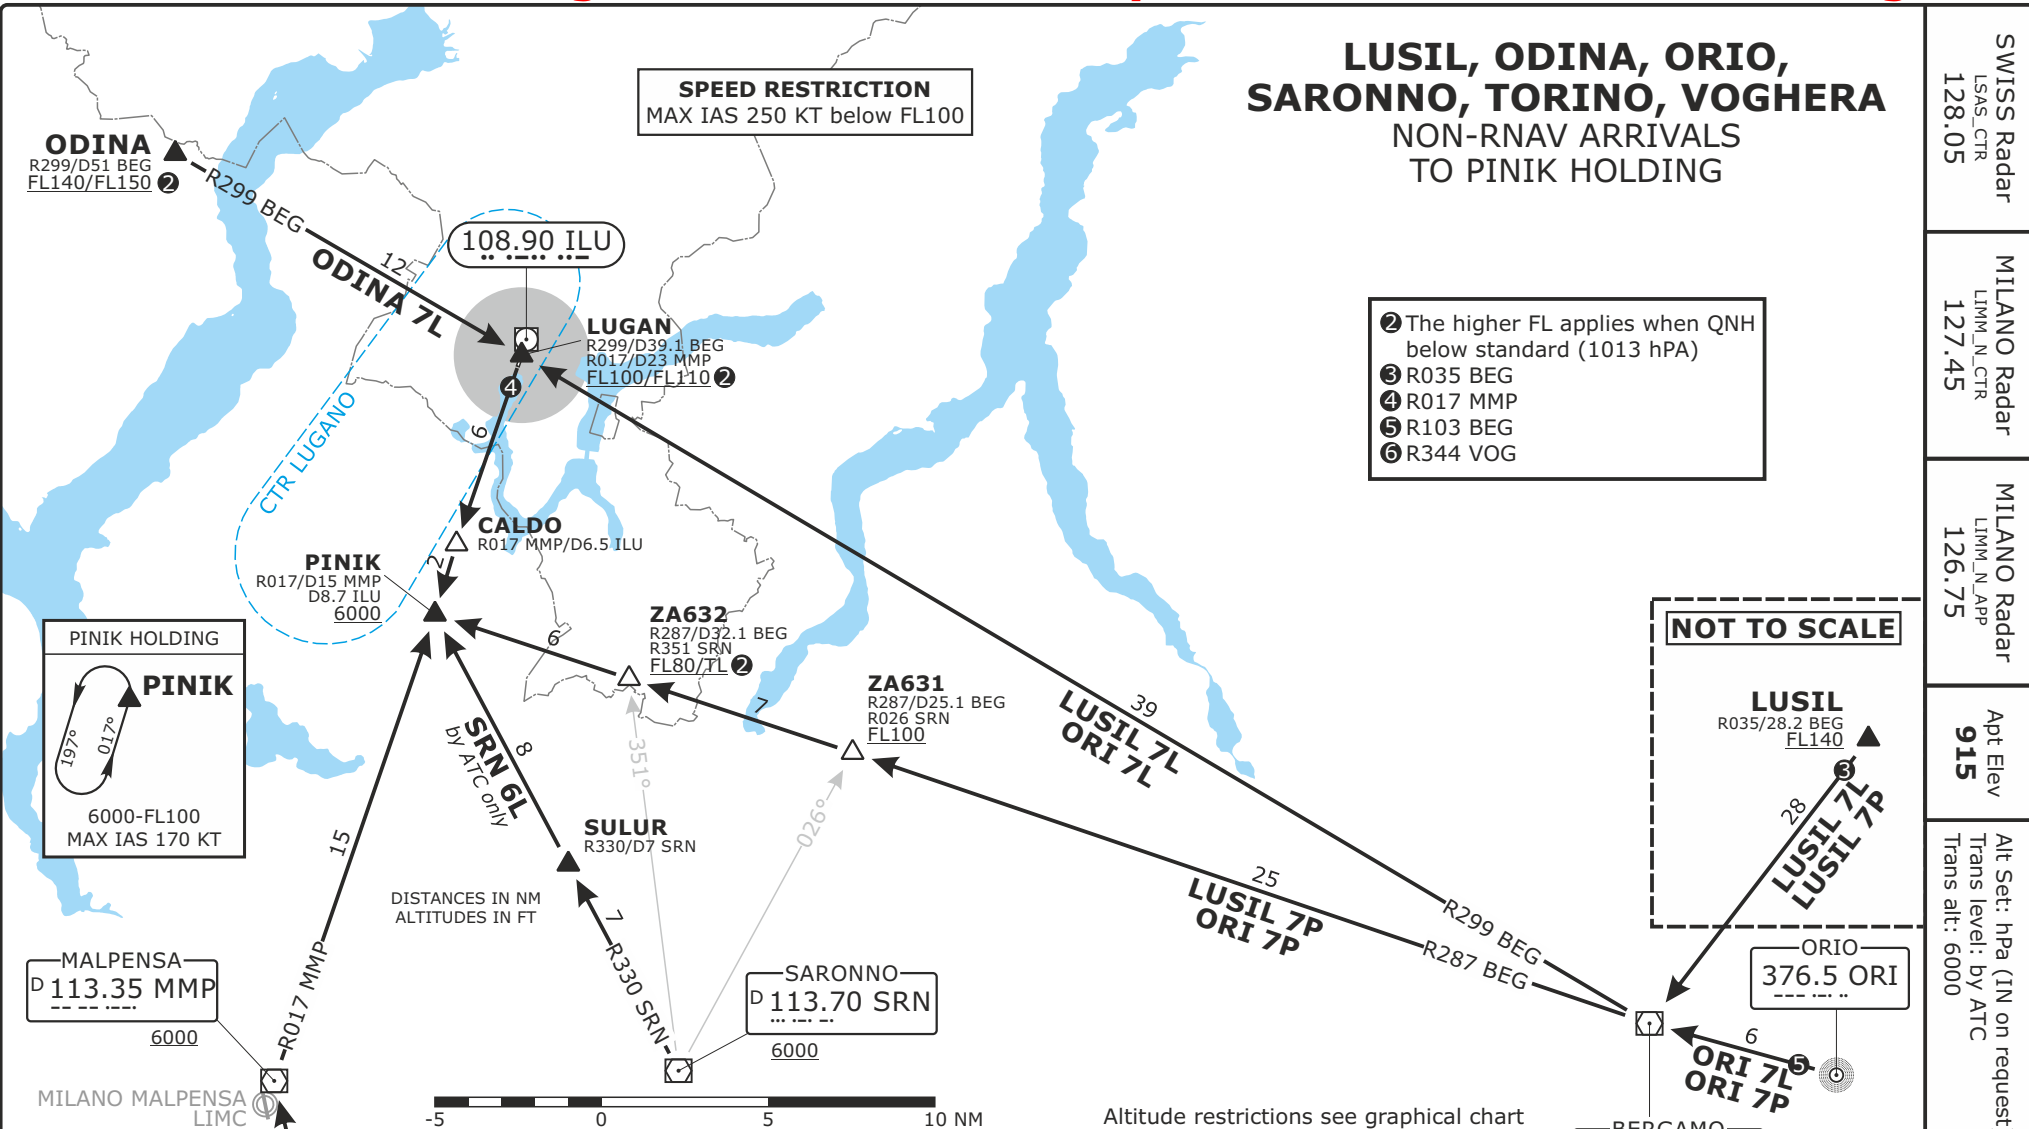 LUSIL, ODINA, ORIO,
SARONNO, TORINO, VOGHERA
NON-RNAV ARRIVALS
TO PINIK HOLDING
SPEED RESTRICTION
MAX IAS 250 KT below FL100
ODINA
R299/D51 BEG
FL140/FL150 2
R299 BEG
12
ODINA 7L
108.90 ILU
LUGAN
R299/D39.1 BEG
R017/D23 MMP
FL100/FL110 2
4
6
CTR LUGANO
2 The higher FL applies when QNH
below standard (1013 hPA)
3 R035 BEG
4 R017 MMP
5 R103 BEG
6 R344 VOG
CALDO
R017 MMP/D6.5 ILU
2
PINIK
R017/D15 MMP
D8.7 ILU
6000
PINIK HOLDING
PINIK
197°
017°
6000-FL100
MAX IAS 170 KT
ZA632
R287/D32.1 BEG
R351 SRN
FL80/TL 2
6
7
ZA631
R287/D25.1 BEG
R026 SRN
FL100
39
LUSIL 7L
ORI 7L
NOT TO SCALE
LUSIL
R035/28.2 BEG
FL140
3
28
LUSIL 7L
LUSIL 7P
8
SRN 6L
by ATC only
351°
026°
SULUR
R330/D7 SRN
15
DISTANCES IN NM
ALTITUDES IN FT
7
R330 SRN
R017 MMP
25
LUSIL 7P
ORI 7P
R299 BEG
R287 BEG
MALPENSA
D 113.35 MMP
6000
SARONNO
D 113.70 SRN
6000
ORIO
376.5 ORI
6
5
ORI 7L
ORI 7P
MILANO MALPENSA
LIMC
-5 0 5 10 NM
Altitude restrictions see graphical chart
BERGAMO
SWISS Radar
LSAS_CTR
128.05
MILANO Radar
LIMM_N_CTR
127.45
MILANO Radar
LIMM_N_APP
126.75
Apt Elev
915
Alt Set: hPa (IN on request
Trans level: by ATC
Trans alt: 6000